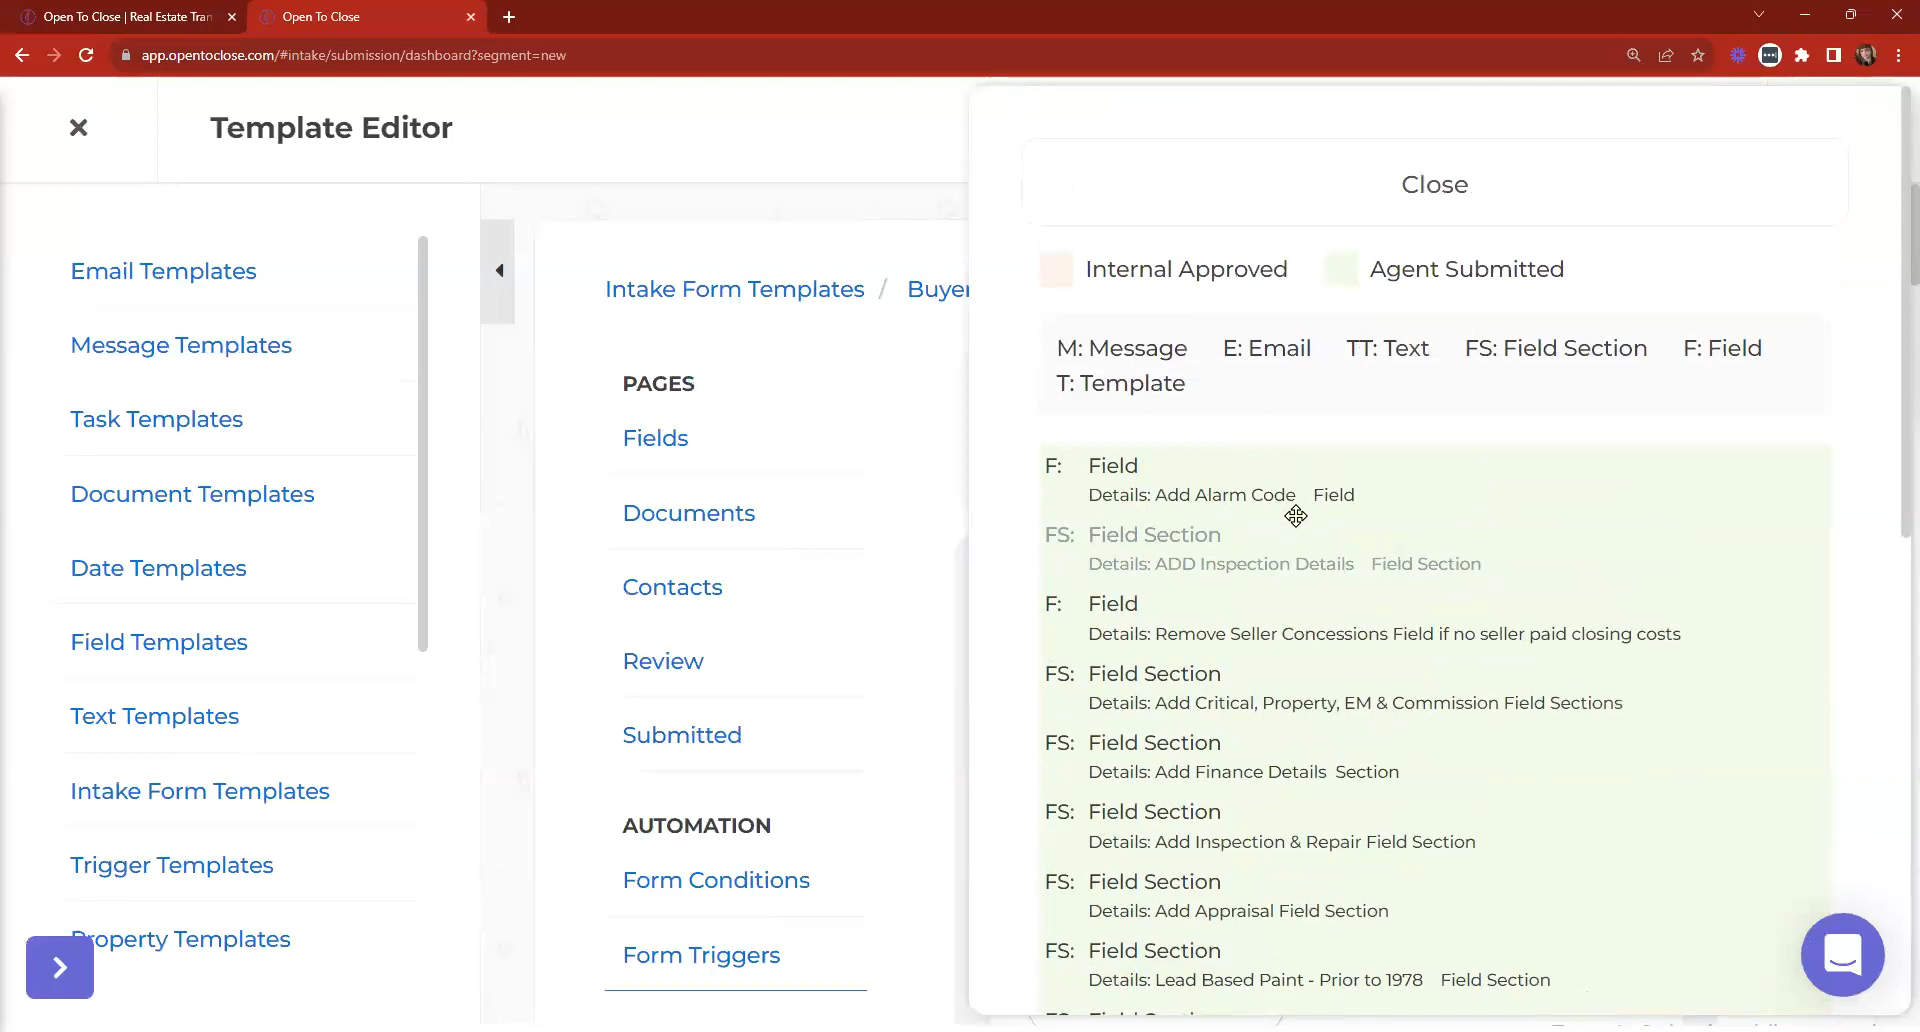 Open To Close | Real Estate Tran
Open To Close
app.opentoclose.com/#intake/submission/dashboard?segment=new
Template Editor
Email Templates
Message Templates
Task Templates
Document Templates
Date Templates
Field Templates
Text Templates
Intake Form Templates
Trigger Templates
Property Templates
Intake Form Templates / Buyer
PAGES
Fields
Documents
Contacts
Review
Submitted
AUTOMATION
Form Conditions
Form Triggers
Close
Internal Approved Agent Submitted
M: Message E: Email TT: Text FS: Field Section F: Field
T: Template
F: Field
Details: Add Alarm Code Field
FS: Field Section
Details: ADD Inspection Details Field Section
F: Field
Details: Remove Seller Concessions Field if no seller paid closing costs
FS: Field Section
Details: Add Critical, Property, EM & Commission Field Sections
FS: Field Section
Details: Add Finance Details Section
FS: Field Section
Details: Add Inspection & Repair Field Section
FS: Field Section
Details: Add Appraisal Field Section
FS: Field Section
Details: Lead Based Paint - Prior to 1978 Field Section